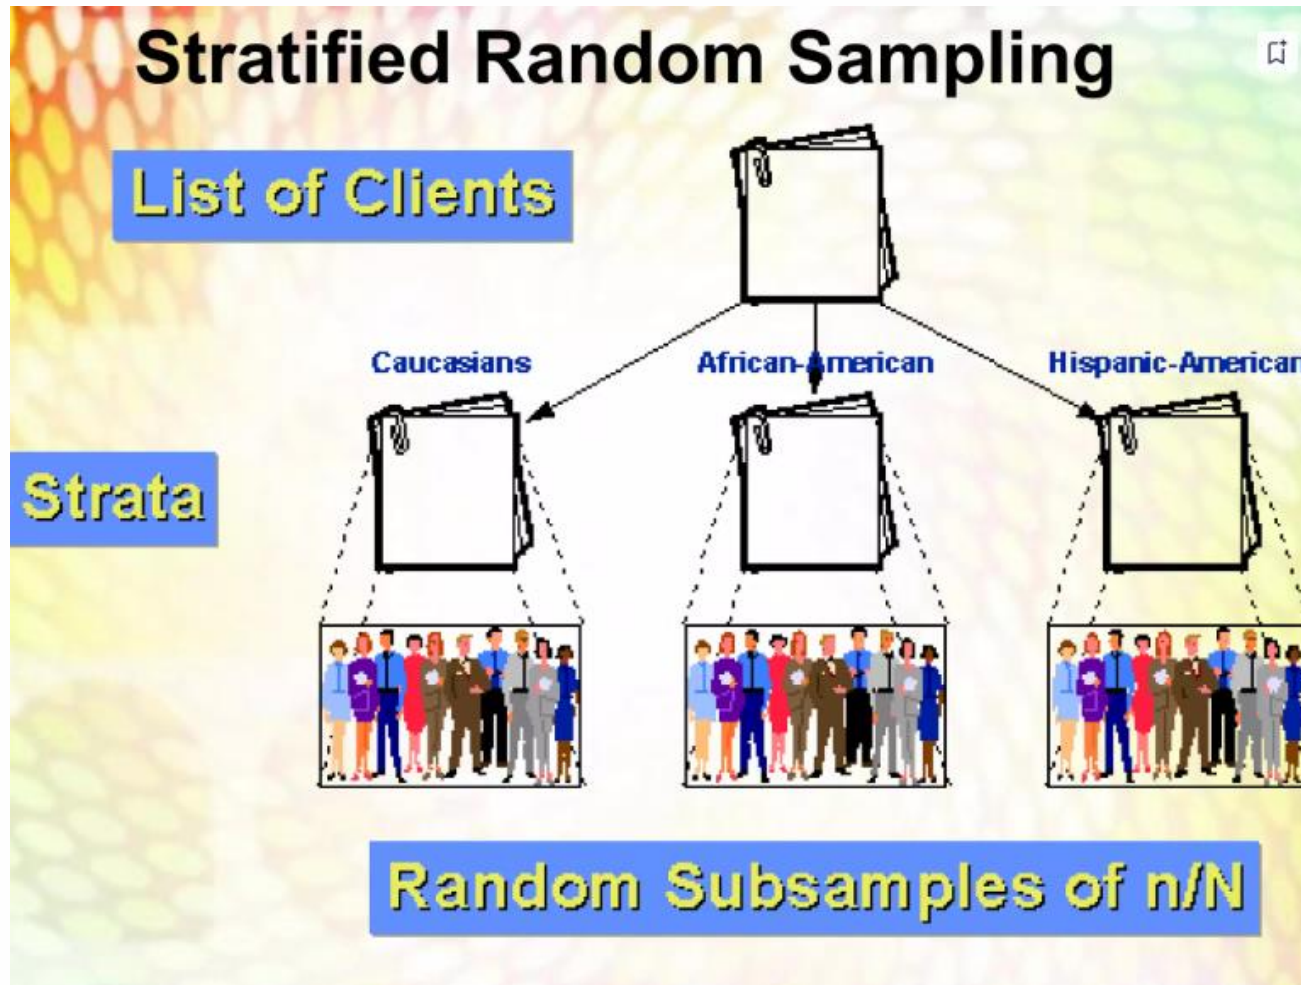 Stratified Random Sampling
List of Clients
Caucasians
African-American
Hispanic-American
Strata
Random Subsamples of n/N